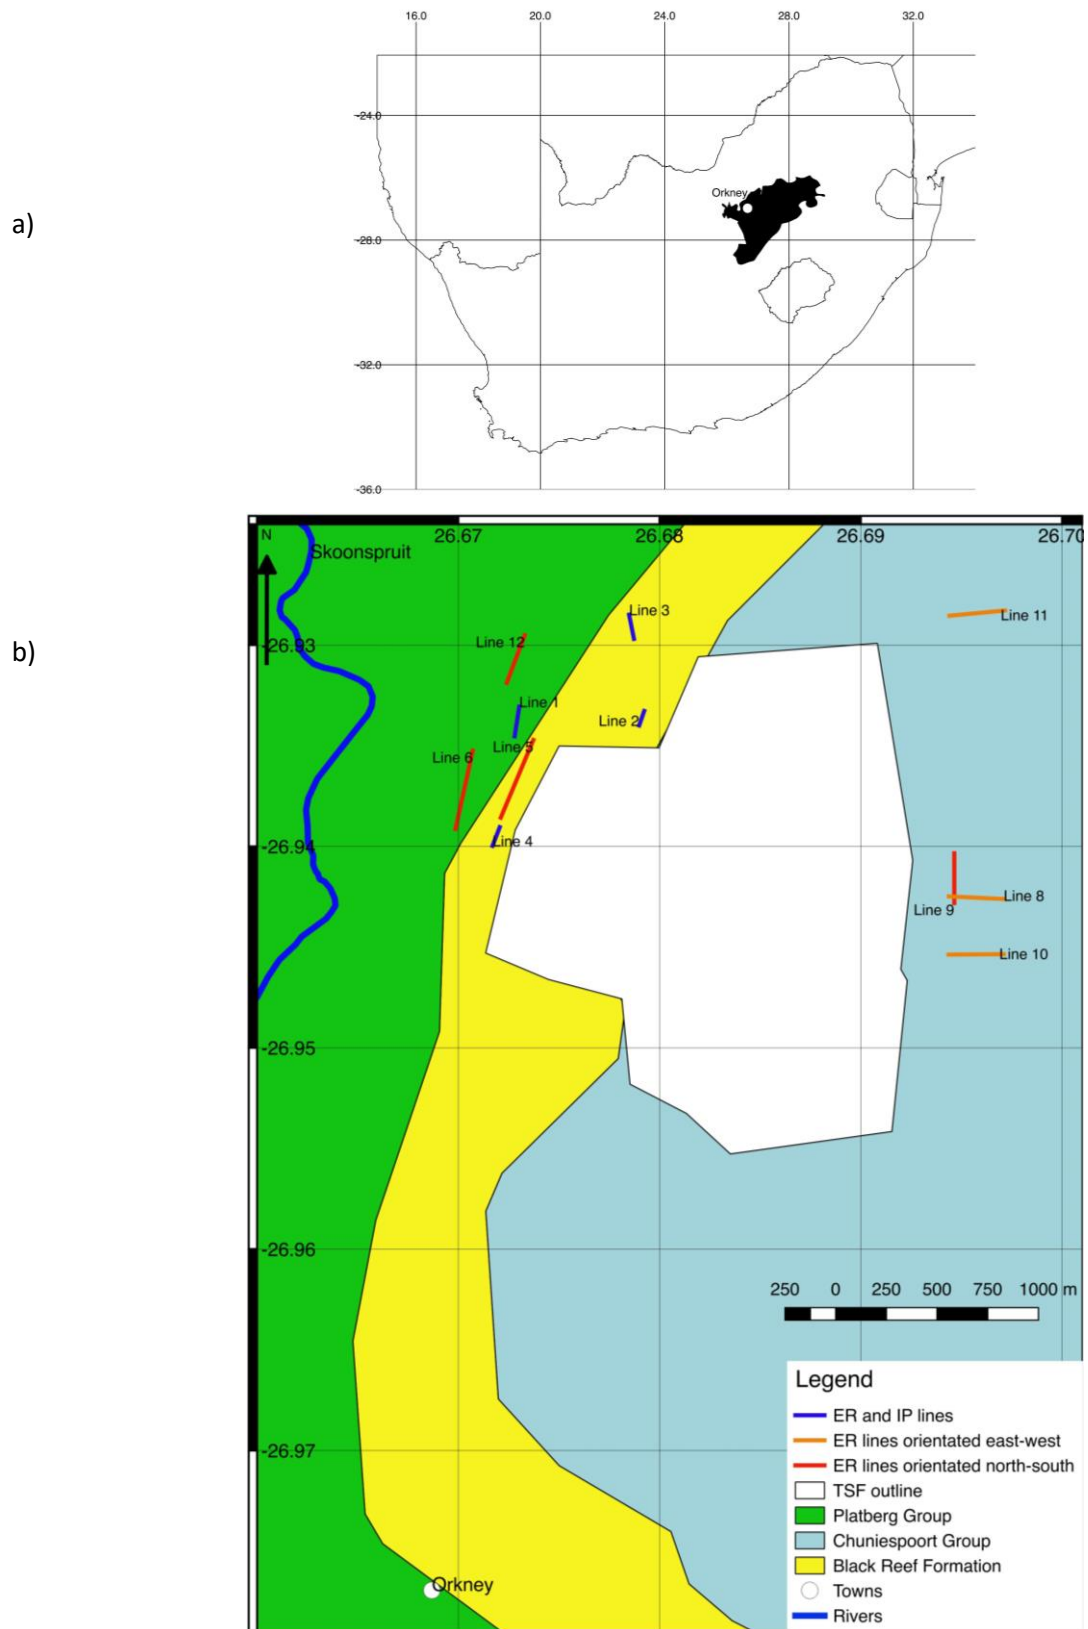 16.0 20.0 24.0 28.0 32.0
-24.0
Orkney
a)
-28.0
-32.0
-36.0
N
Skoonspruit
26.67 26.68 26.69 26.70
Line 3
Line 11
b)
-26.93
Line 12
Line 1
Line 2
Line 5
Line 6
-26.94
Line 4
Line 8
Line 9
Line 10
-26.95
-26.96
250 0 250 500 750 1000 m
Legend
ER and IP lines
ER lines orientated east-west
-26.97
ER lines orientated north-south
TSF outline
Platberg Group
Chuniespoort Group
Black Reef Formation
Orkney
Towns
Rivers